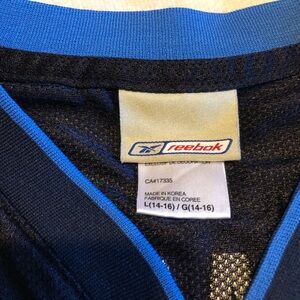 Reebok
CA#17335
MADE IN KOREA
FABRIQUE EN COREE
L(14-16) / G(14-16)